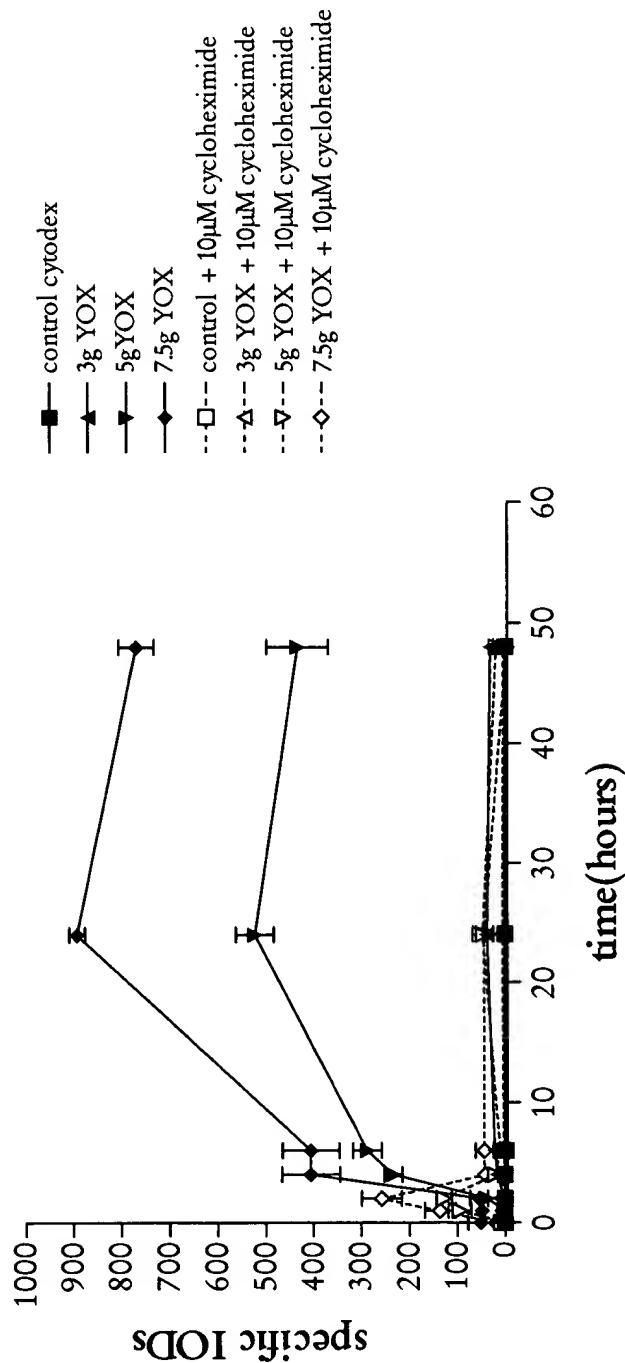 control cytodex
3g YOX
5gYOX
7.5g YOX
control + 10µM cycloheximide
3g YOX + 10µM cycloheximide
5g YOX + 10µM cycloheximide
7.5g YOX + 10µM cycloheximide
1000
900
800
700
600
500
400
300
200
100
0
specific IODs
0
10
20
30
40
50
60
time(hours)